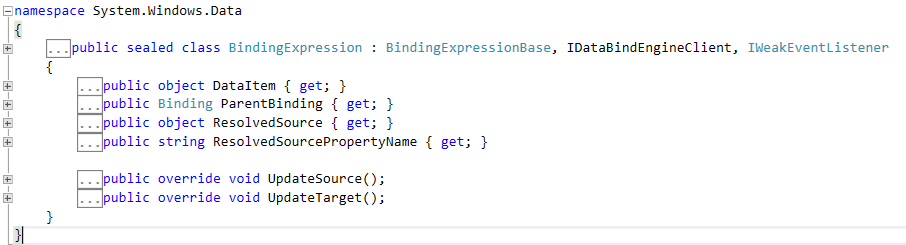 namespace System.Windows.Data
{
...public sealed class BindingExpression : BindingExpressionBase, IDataBindEngineClient, IWeakEventListener
{
...public object DataItem { get; }
...public Binding ParentBinding { get; }
...public object ResolvedSource { get; }
...public string ResolvedSourcePropertyName { get; }
...public override void UpdateSource();
...public override void UpdateTarget();
}
}